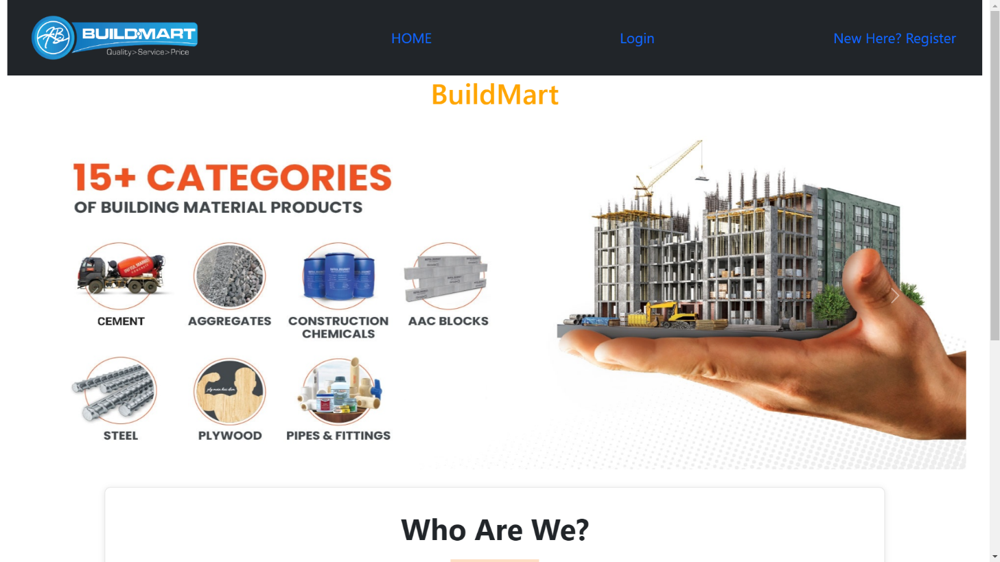 BUILDMART
Quality>Service>Price
HOME
Login
New Here? Register
BuildMart
15+ CATEGORIES
OF BUILDING MATERIAL PRODUCTS
CEMENT
AGGREGATES
CONSTRUCTION
CHEMICALS
AAC BLOCKS
STEEL
PLYWOOD
PIPES & FITTINGS
Who Are We?